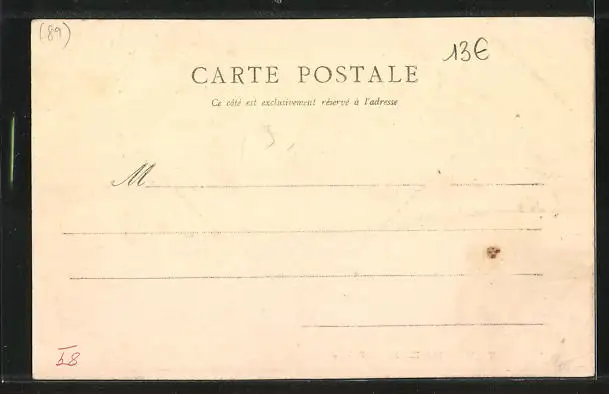 (89)
13€
CARTE POSTALE
Ce côté est exclusivement réservé à l'adresse
M